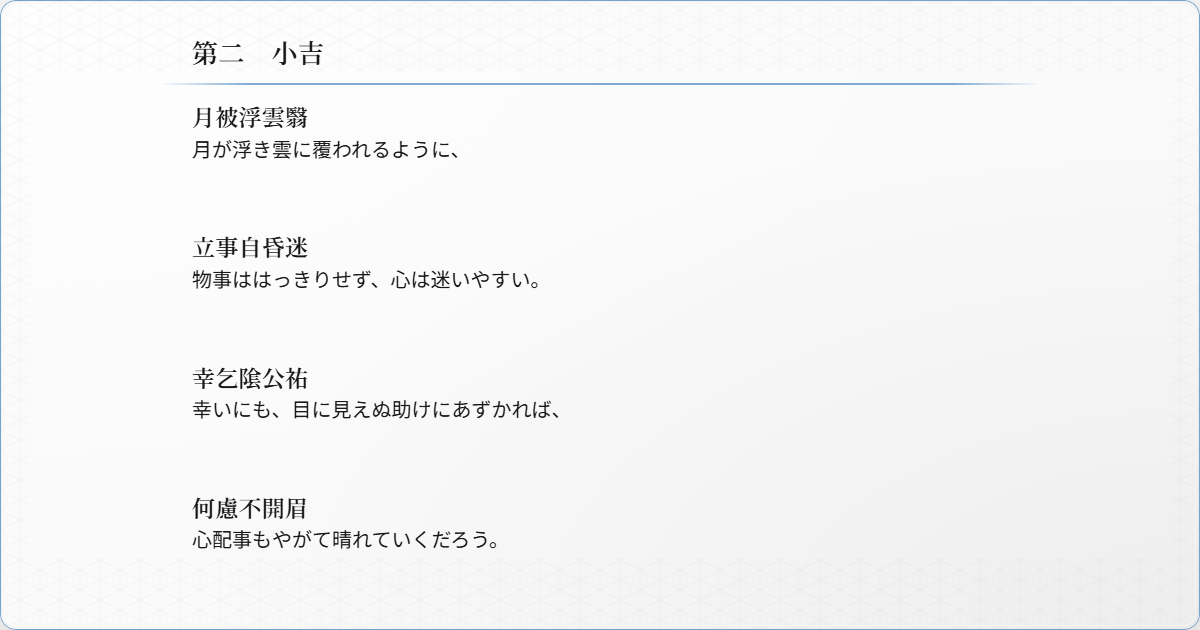 第二　小吉
月被浮雲翳
月が浮き雲に覆われるように、
立事自昏迷
物事ははっきりせず、心は迷いやすい。
幸乞陰公祐
幸いにも、目に見えぬ助けにあずかれば、
何慮不開眉
心配事もやがて晴れていくだろう。